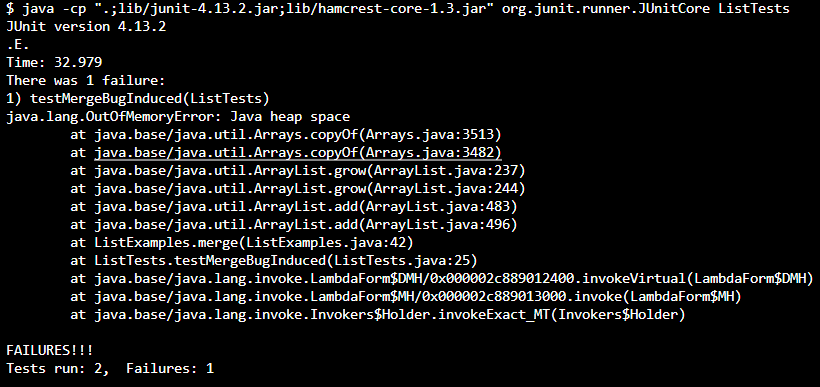 $ java -cp ".;lib/junit-4.13.2.jar;lib/hamcrest-core-1.3.jar" org.junit.runner.JUnitCore ListTests
JUnit version 4.13.2
.E.
Time: 32.979
There was 1 failure:
1) testMergeBugInduced(ListTests)
java.lang.OutOfMemoryError: Java heap space
        at java.base/java.util.Arrays.copyOf(Arrays.java:3513)
        at java.base/java.util.Arrays.copyOf(Arrays.java:3482)
        at java.base/java.util.ArrayList.grow(ArrayList.java:237)
        at java.base/java.util.ArrayList.grow(ArrayList.java:244)
        at java.base/java.util.ArrayList.add(ArrayList.java:483)
        at java.base/java.util.ArrayList.add(ArrayList.java:496)
        at ListExamples.merge(ListExamples.java:42)
        at ListTests.testMergeBugInduced(ListTests.java:25)
        at java.base/java.lang.invoke.LambdaForm$DMH/0x000002c889012400.invokeVirtual(LambdaForm$DMH)
        at java.base/java.lang.invoke.LambdaForm$MH/0x000002c889013000.invoke(LambdaForm$MH)
        at java.base/java.lang.invoke.Invokers$Holder.invokeExact_MT(Invokers$Holder)
FAILURES!!!
Tests run: 2,  Failures: 1